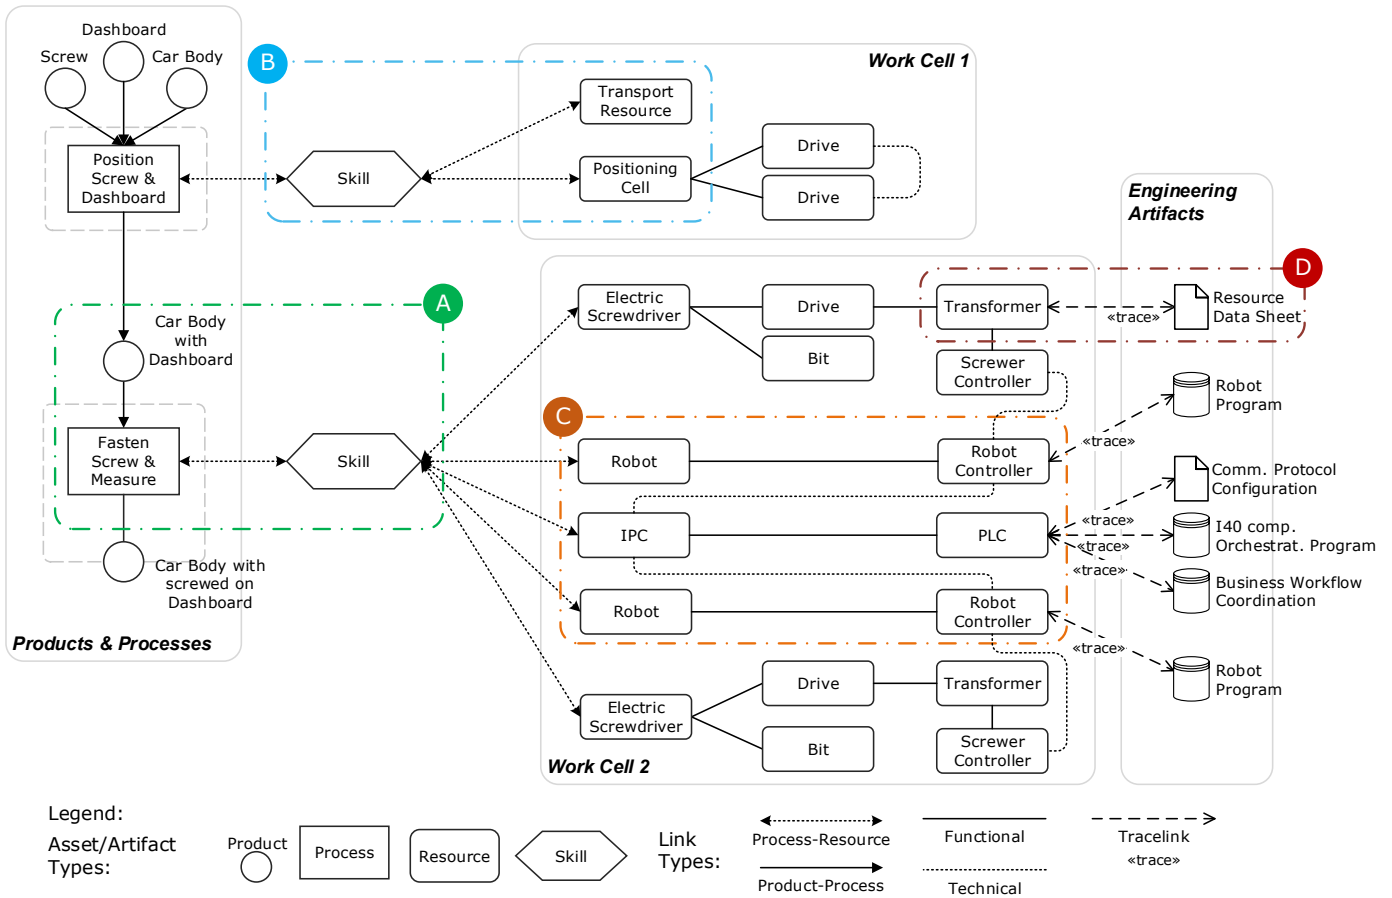 Dashboard
Screw
Car Body
B
Work Cell 1
Transport
Resource
Position
Screw &
Dashboard
Skill
Positioning
Cell
Drive
Drive
Engineering
Artifacts
D
A
Car Body
with
Dashboard
Electric
Screwdriver
Drive
Transformer
«trace»
Resource
Data Sheet
Bit
Screwer
Controller
Robot
Program
C
«trace»
Fasten
Screw &
Measure
Skill
Robot
Robot
Controller
Comm. Protocol
Configuration
«trace»
IPC
PLC
I40 comp.
Orchestrat. Program
«trace»
«trace»
Business Workflow
Coordination
Car Body with
screwed on
Dashboard
Robot
Robot
Controller
«trace»
Robot
Program
Products & Processes
Drive
Transformer
Electric
Screwdriver
Bit
Screwer
Controller
Work Cell 2
Legend:
Asset/Artifact
Types:
Product
Process
Resource
Skill
Link
Types:
Process-Resource
Product-Process
Functional
Technical
Tracelink
«trace»